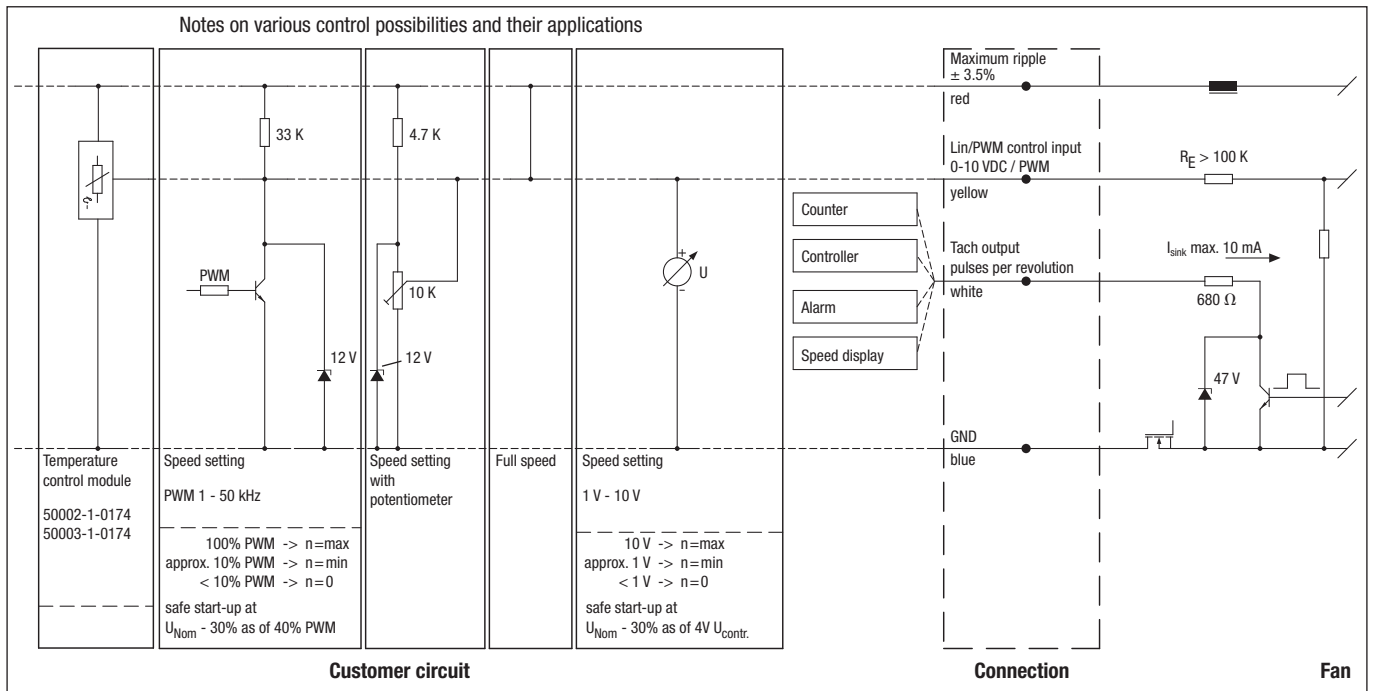 Notes on various control possibilities and their applications
Temperature
control module
50002-1-0174
50003-1-0174
33 K
PWM
12 V
Speed setting
PWM 1 - 50 kHz
100% PWM -> n=max
approx. 10% PWM -> n=min
< 10% PWM -> n=0
safe start-up at
UNom - 30% as of 40% PWM
4.7 K
10 K
12 V
Speed setting
with
potentiometer
Full speed
+
U
-
Speed setting
1 V - 10 V
10 V -> n=max
approx. 1 V -> n=min
< 1 V -> n=0
safe start-up at
UNom - 30% as of 4V Ucontr.
Customer circuit
Counter
Controller
Alarm
Speed display
Maximum ripple
± 3.5%
red
Lin/PWM control input
0-10 VDC / PWM
yellow
Tach output
pulses per revolution
white
GND
blue
Connection
RE > 100 K
Isink max. 10 mA
680 Ω
47 V
Fan